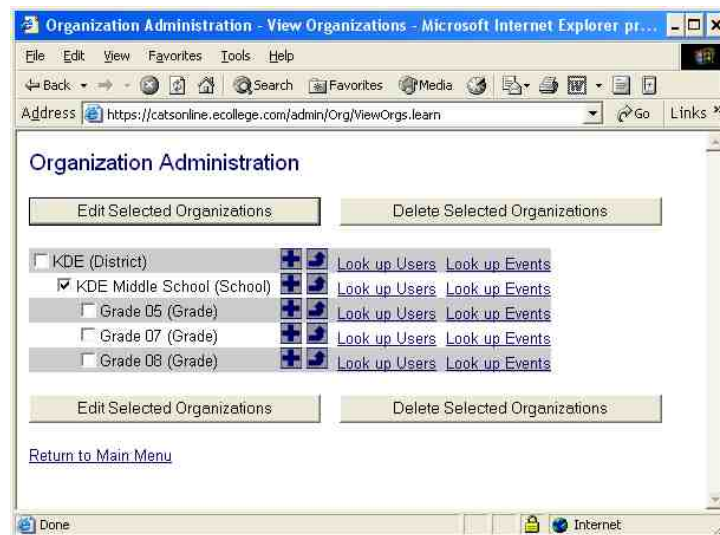 Organization Administration - View Organizations - Microsoft Internet Explorer pr...
File Edit View Favorites Tools Help
Back Search Favorites Media
Address https://catsonline.ecollege.com/admin/Org/ViewOrgs.learn Go Links »
Organization Administration
Edit Selected Organizations Delete Selected Organizations
KDE (District) Look up Users Look up Events
KDE Middle School (School) Look up Users Look up Events
Grade 05 (Grade) Look up Users Look up Events
Grade 07 (Grade) Look up Users Look up Events
Grade 08 (Grade) Look up Users Look up Events
Edit Selected Organizations Delete Selected Organizations
Return to Main Menu
Done Internet